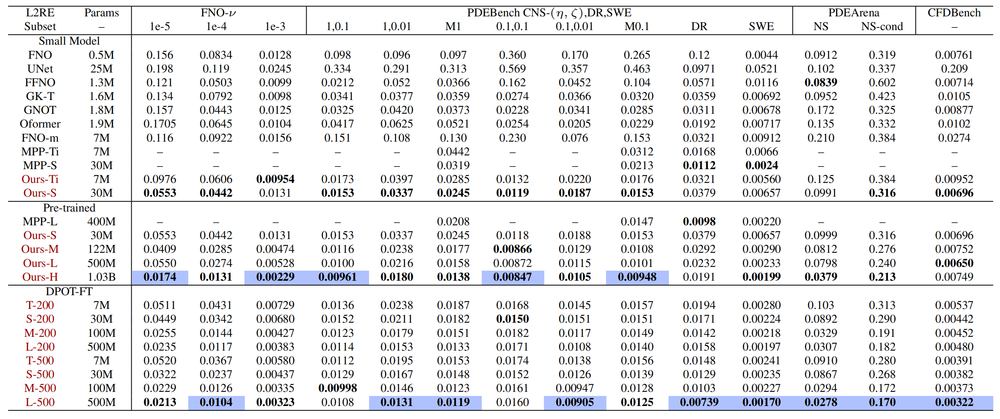 L2RE Params FNO-ν PDEBench CNS-(η, ζ),DR,SWE PDEArena CFDBench
Subset – 1e-5 1e-4 1e-3 1,0.1 1,0.01 M1 0.1,0.1 0.1,0.01 M0.1 DR SWE NS NS-cond –
Small Model
FNO 0.5M 0.156 0.0834 0.0128 0.098 0.096 0.097 0.360 0.170 0.265 0.12 0.0044 0.0912 0.319 0.00761
UNet 25M 0.198 0.119 0.0245 0.334 0.291 0.313 0.569 0.357 0.463 0.0971 0.0521 0.102 0.337 0.209
FFNO 1.3M 0.121 0.0503 0.0099 0.0212 0.052 0.0366 0.162 0.0452 0.104 0.0571 0.0116 0.0839 0.602 0.00714
GK-T 1.6M 0.134 0.0792 0.0098 0.0341 0.0377 0.0359 0.0274 0.0366 0.0320 0.0359 0.00692 0.0952 0.423 0.0105
GNOT 1.8M 0.157 0.0443 0.0125 0.0325 0.0420 0.0373 0.0228 0.0341 0.0285 0.0311 0.00678 0.172 0.325 0.00877
Oformer 1.9M 0.1705 0.0645 0.0104 0.0417 0.0625 0.0521 0.0254 0.0205 0.0229 0.0192 0.00717 0.135 0.332 0.0102
FNO-m 7M 0.116 0.0922 0.0156 0.151 0.108 0.130 0.230 0.076 0.153 0.0321 0.00912 0.210 0.384 0.0274
MPP-Ti 7M – – – – – 0.0442 – – 0.0312 0.0168 0.0066 – – –
MPP-S 30M – – – – – 0.0319 – – 0.0213 0.0112 0.0024 – – –
Ours-Ti 7M 0.0976 0.0606 0.00954 0.0173 0.0397 0.0285 0.0132 0.0220 0.0176 0.0321 0.00560 0.125 0.384 0.00952
Ours-S 30M 0.0553 0.0442 0.0131 0.0153 0.0337 0.0245 0.0119 0.0187 0.0153 0.0379 0.00657 0.0991 0.316 0.00696
Pre-trained
MPP-L 400M – – – – – 0.0208 – – 0.0147 0.0098 0.00220 – – –
Ours-S 30M 0.0553 0.0442 0.0131 0.0153 0.0337 0.0245 0.0118 0.0188 0.0153 0.0379 0.00657 0.0999 0.316 0.00696
Ours-M 122M 0.0409 0.0285 0.00474 0.0116 0.0238 0.0177 0.00866 0.0129 0.0108 0.0292 0.00290 0.0812 0.276 0.00752
Ours-L 500M 0.0550 0.0274 0.00528 0.0100 0.0216 0.0158 0.00872 0.0115 0.0101 0.0232 0.00233 0.0798 0.240 0.00650
Ours-H 1.03B 0.0174 0.0131 0.00229 0.00961 0.0180 0.0138 0.00847 0.0105 0.00948 0.0191 0.00199 0.0379 0.213 0.00749
DPOT-FT
T-200 7M 0.0511 0.0431 0.00729 0.0136 0.0238 0.0187 0.0168 0.0145 0.0157 0.0194 0.00280 0.103 0.313 0.00537
S-200 30M 0.0449 0.0342 0.00680 0.0152 0.0211 0.0182 0.0150 0.0151 0.0151 0.0171 0.00224 0.0892 0.290 0.00442
M-200 100M 0.0255 0.0144 0.00427 0.0123 0.0179 0.0151 0.0182 0.0117 0.0149 0.0142 0.00218 0.0329 0.191 0.00452
L-200 500M 0.0235 0.0117 0.00383 0.0114 0.0153 0.0133 0.0171 0.0108 0.0140 0.0158 0.00197 0.0307 0.182 0.00480
T-500 7M 0.0520 0.0367 0.00580 0.0112 0.0195 0.0153 0.0174 0.0138 0.0156 0.0148 0.00241 0.0910 0.280 0.00391
S-500 30M 0.0322 0.0237 0.00437 0.0129 0.0167 0.0148 0.0152 0.0126 0.0139 0.0129 0.00235 0.0867 0.268 0.00382
M-500 100M 0.0229 0.0126 0.00335 0.00998 0.0146 0.0123 0.0161 0.00947 0.0128 0.0103 0.00227 0.0294 0.172 0.00373
L-500 500M 0.0213 0.0104 0.00323 0.0108 0.0131 0.0119 0.0160 0.00905 0.0125 0.00739 0.00170 0.0278 0.170 0.00322